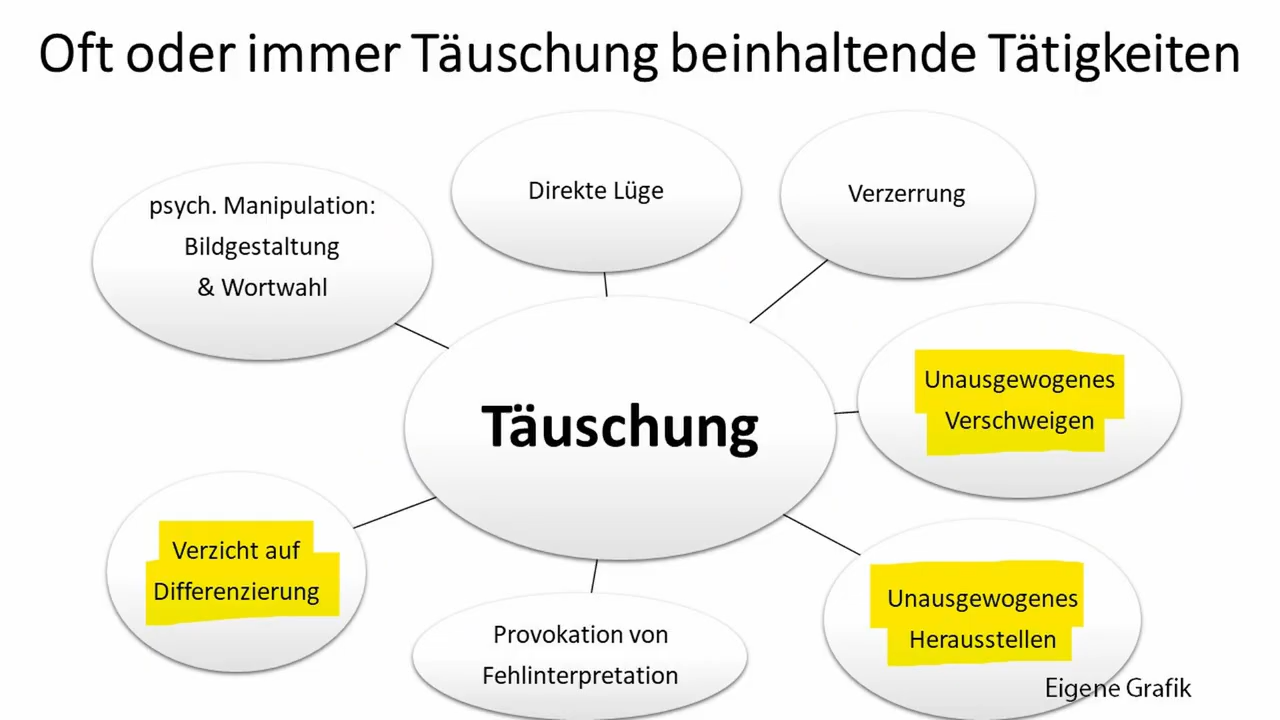 Oft oder immer Täuschung beinhaltende Tätigkeiten
psych. Manipulation:
Bildgestaltung
& Wortwahl
Direkte Lüge
Verzerrung
Täuschung
Unausgewogenes
Verschweigen
Verzicht auf
Differenzierung
Provokation von
Fehlinterpretation
Unausgewogenes
Herausstellen
Eigene Grafik